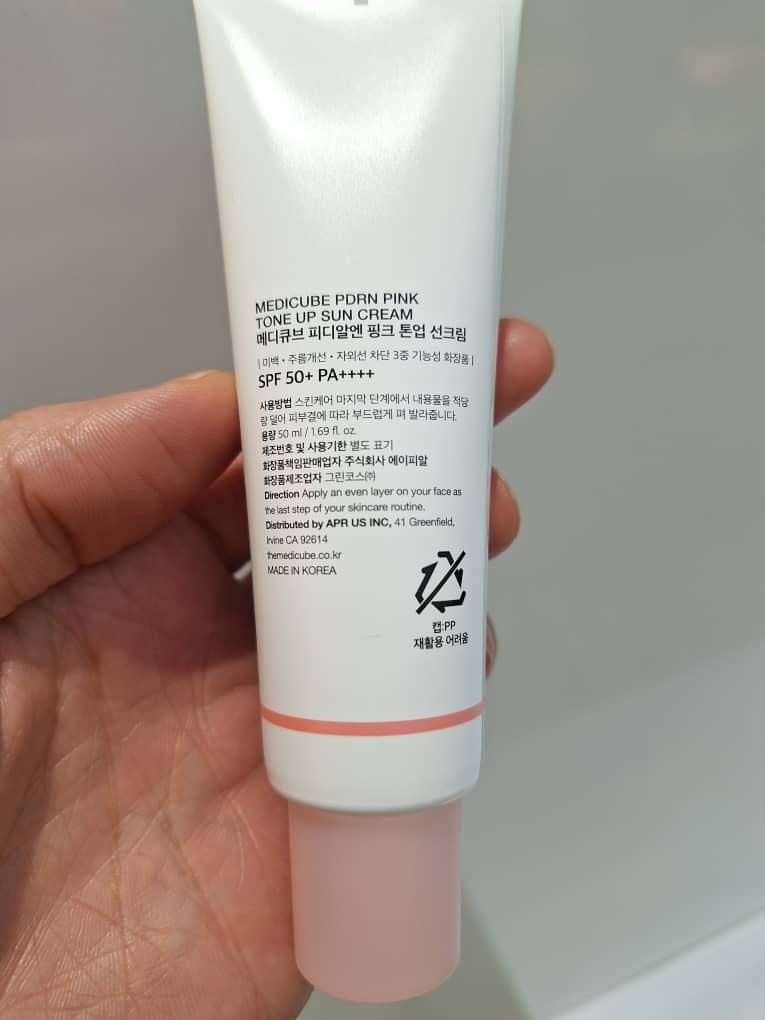 MEDICUBE PDRN PINK
TONE UP SUN CREAM
메디큐브 피디알엔 핑크 톤업 선크림
| 미백 • 주름개선 • 자외선 차단 3중 기능성 화장품 |
SPF 50+ PA++++
사용방법 스킨케어 마지막 단계에서 내용물을 적당
량 덜어 피부결에 따라 부드럽게 펴 발라줍니다.
용량 50 ml / 1.69 fl. oz.
제조번호 및 사용기한 별도 표기
화장품책임판매업자 주식회사 에이피알
화장품제조업자 그린코스㈜
Direction Apply an even layer on your face as
the last step of your skincare routine.
Distributed by APR US INC, 41 Greenfield,
Irvine CA 92614
themedicube.co.kr
MADE IN KOREA
캡:PP
재활용 어려움